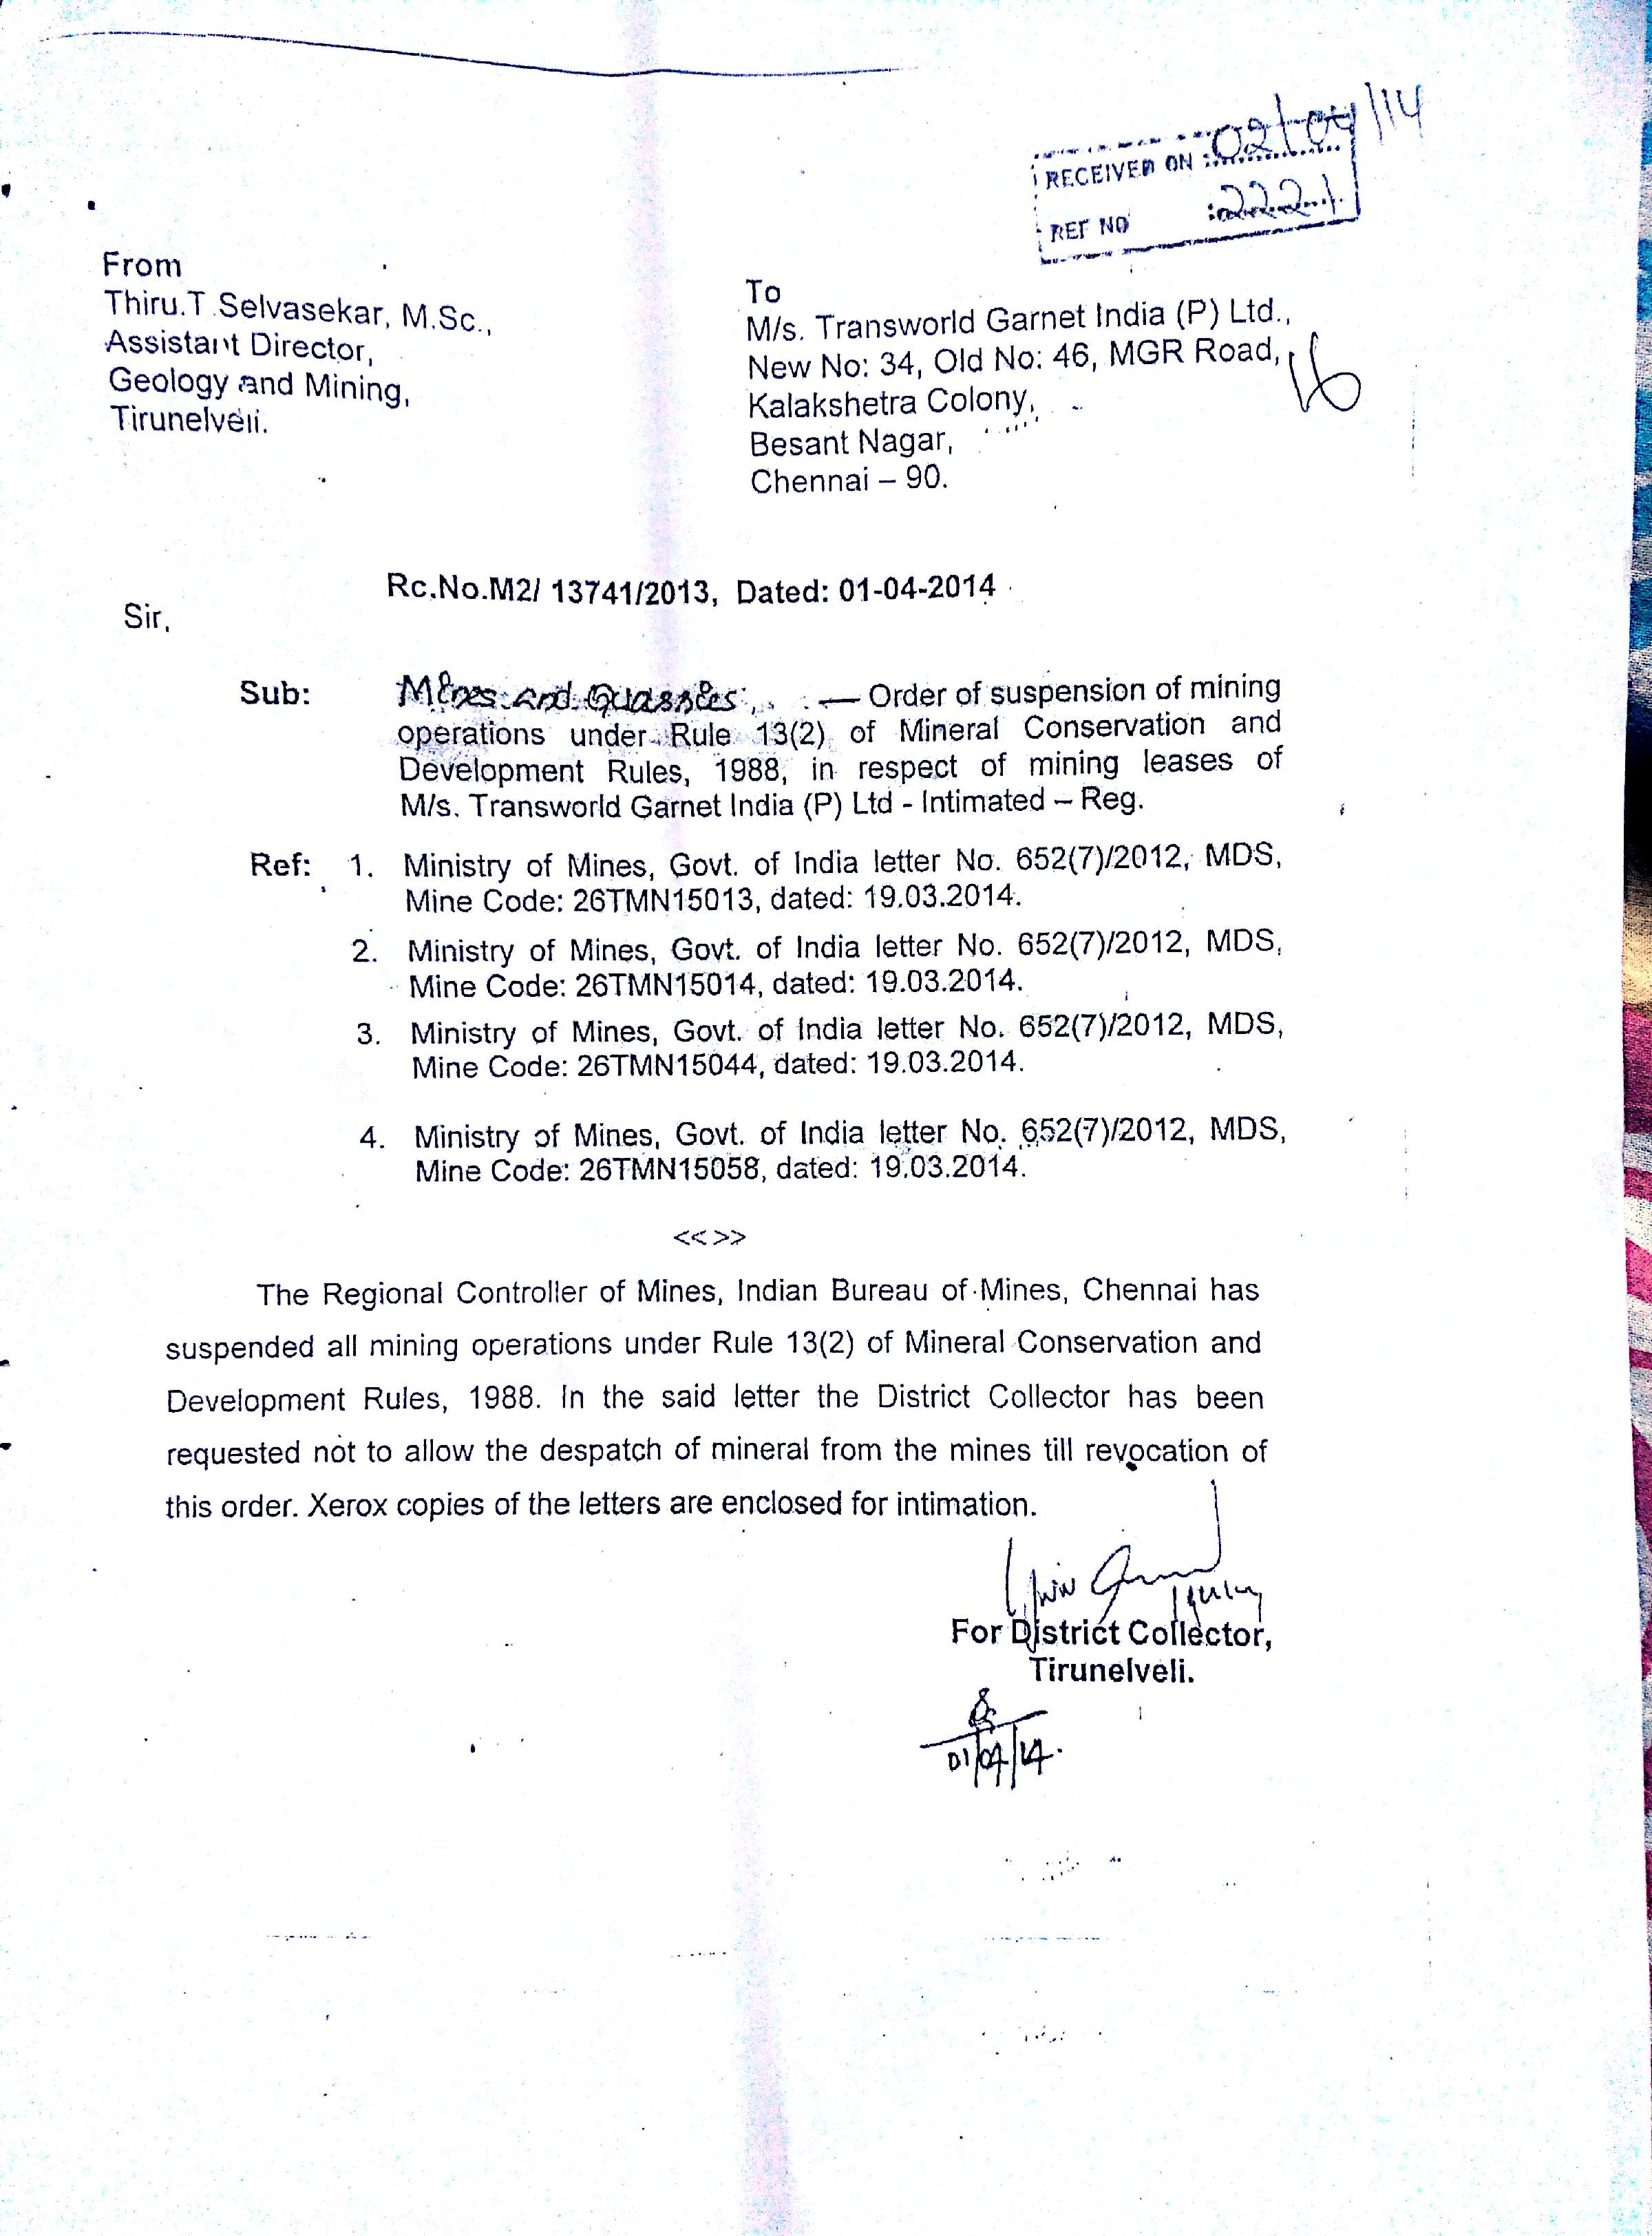 02/04/14
RECEIVED ON :
REF NO :2221.
From
Thiru.T.Selvasekar, M.Sc.,
Assistant Director,
Geology and Mining,
Tirunelveli.
To
M/s. Transworld Garnet India (P) Ltd.,
New No: 34, Old No: 46, MGR Road,
Kalakshetra Colony,
Besant Nagar,
Chennai – 90.
16
Rc.No.M2/ 13741/2013, Dated: 01-04-2014
Sir,
Sub: Mines and Quarries, — Order of suspension of mining
operations under Rule 13(2) of Mineral Conservation and
Development Rules, 1988, in respect of mining leases of
M/s. Transworld Garnet India (P) Ltd - Intimated – Reg.
Ref: 1. Ministry of Mines, Govt. of India letter No. 652(7)/2012, MDS,
Mine Code: 26TMN15013, dated: 19.03.2014.
2. Ministry of Mines, Govt. of India letter No. 652(7)/2012, MDS,
Mine Code: 26TMN15014, dated: 19.03.2014.
3. Ministry of Mines, Govt. of India letter No. 652(7)/2012, MDS,
Mine Code: 26TMN15044, dated: 19.03.2014.
4. Ministry of Mines, Govt. of India letter No. 652(7)/2012, MDS,
Mine Code: 26TMN15058, dated: 19.03.2014.
<<>>
The Regional Controller of Mines, Indian Bureau of Mines, Chennai has
suspended all mining operations under Rule 13(2) of Mineral Conservation and
Development Rules, 1988. In the said letter the District Collector has been
requested not to allow the despatch of mineral from the mines till revocation of
this order. Xerox copies of the letters are enclosed for intimation.
For District Collector,
Tirunelveli.
01/04/14.